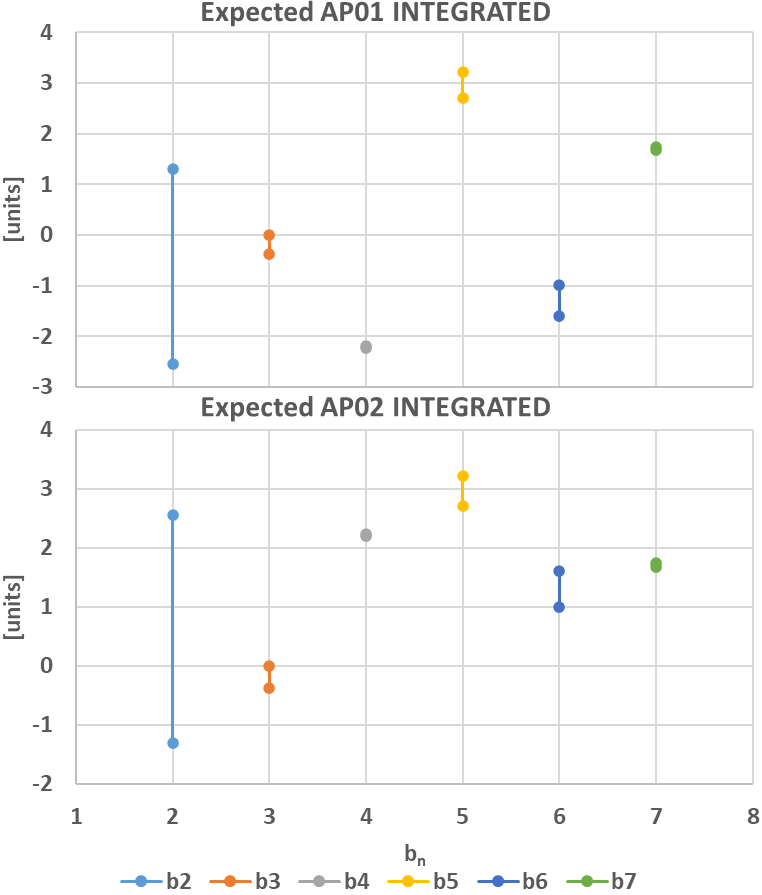 Expected AP01 INTEGRATED
4
3
2
1
0
-1
-2
-3
[units]
Expected AP02 INTEGRATED
4
3
2
1
0
-1
-2
[units]
1 2 3 4 5 6 7 8
bn
b2 b3 b4 b5 b6 b7